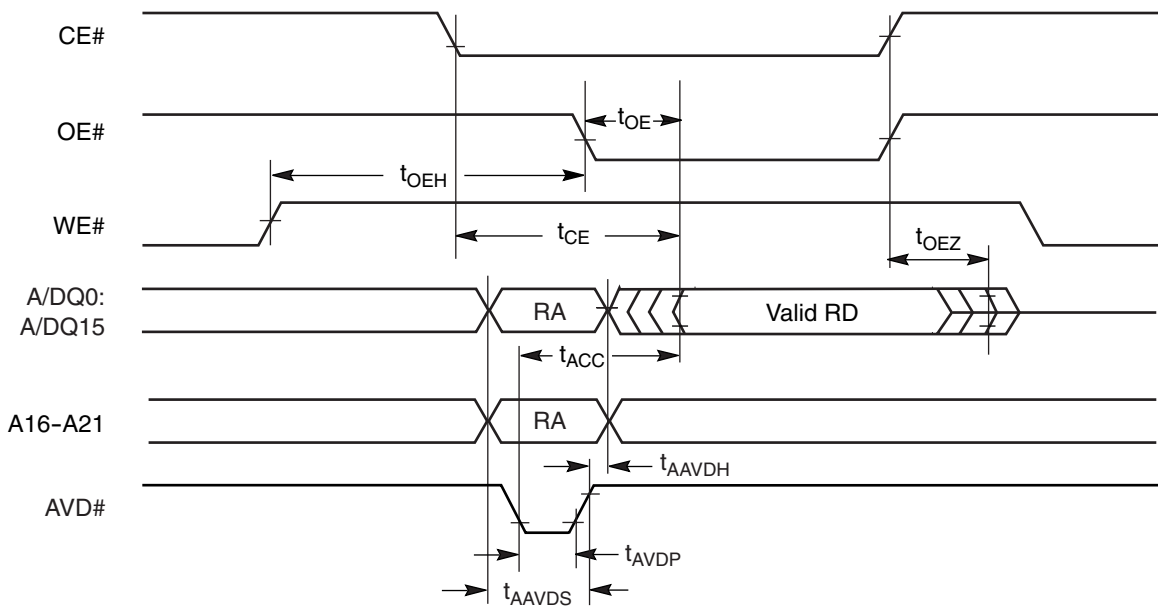 CE#
OE#
tOE
tOEH
WE#
tCE
tOEZ
A/DQ0:
A/DQ15
RA
Valid RD
tACC
A16-A21
RA
tAAVDH
AVD#
tAVDP
tAAVDS